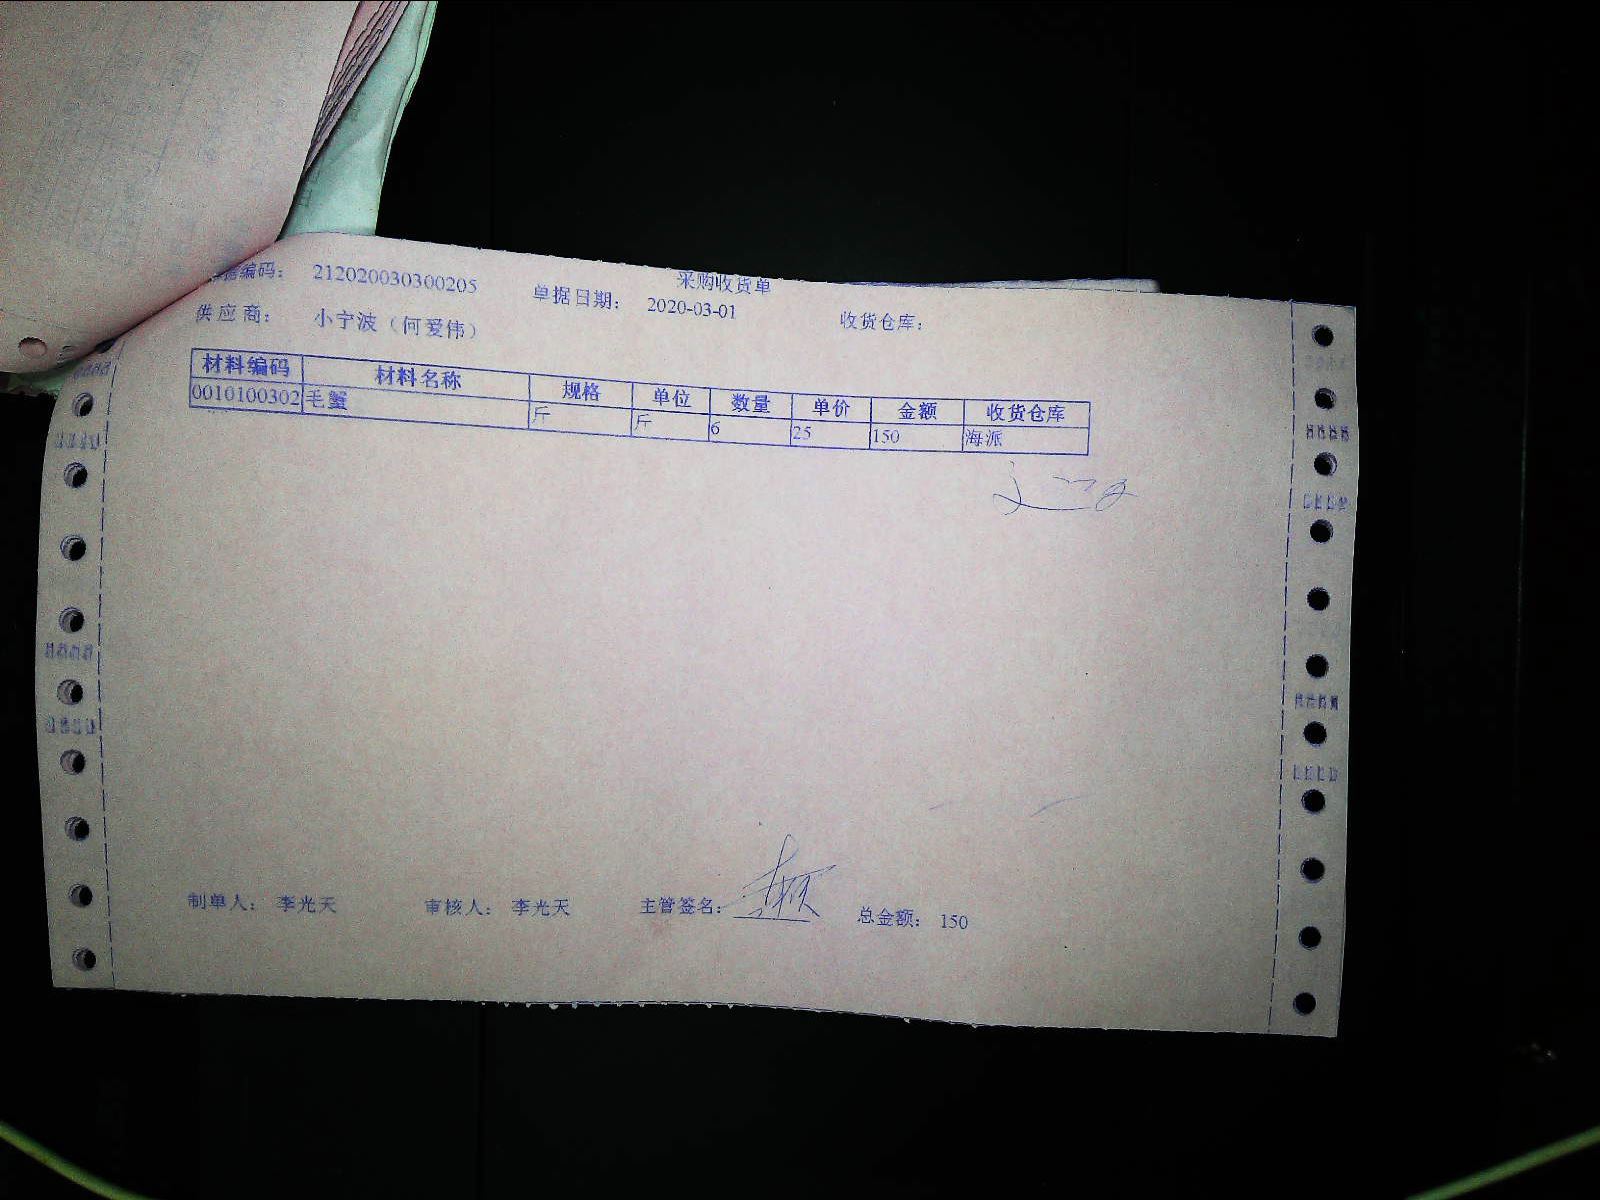 采购收货单
据编码： 212020030300205 单据日期： 2020-03-01 收货仓库：
供应商： 小宁波（何爱伟）
材料编码 材料名称 规格 单位 数量 单价 金额 收货仓库
0010100302 毛蟹 斤 斤 6 25 150 海派
制单人： 李光天 审核人： 李光天 主管签名： 总金额： 150